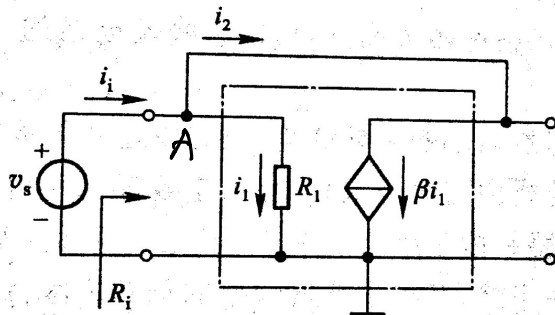 i₂
iᵢ
A
+
vₛ
−
i₁
R₁
βi₁
Rᵢ